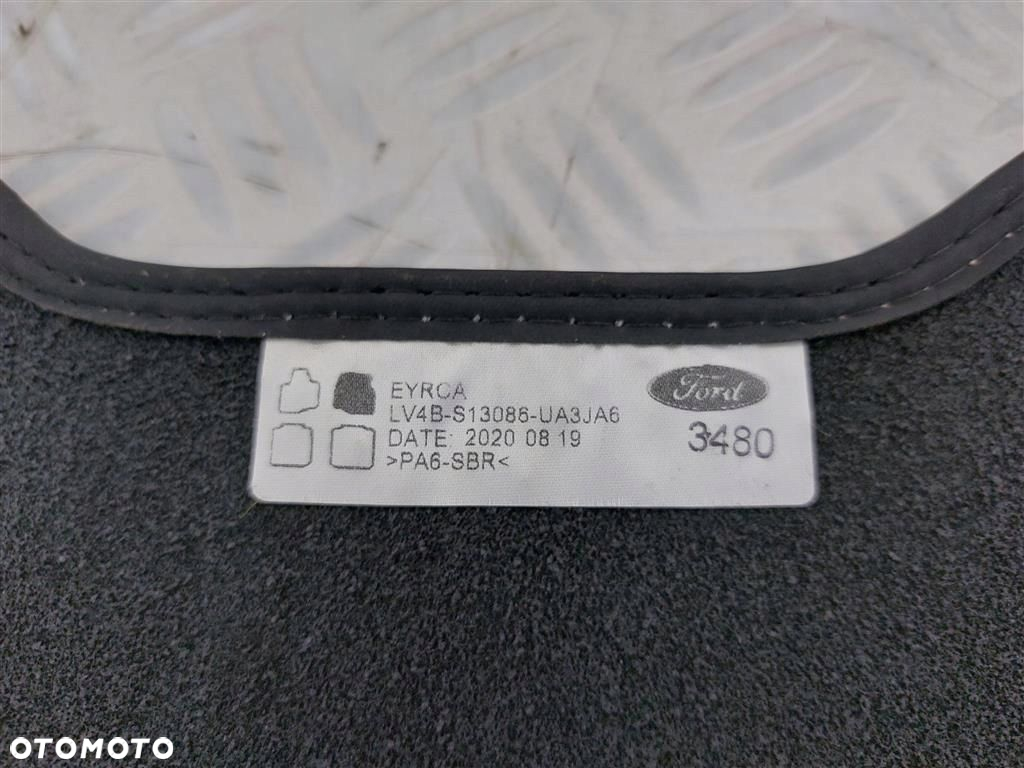 EYRCA
LV4B-S13086-UA3JA6
DATE: 2020 08 19
>PA6-SBR<
Ford
3480
OTOMOTO